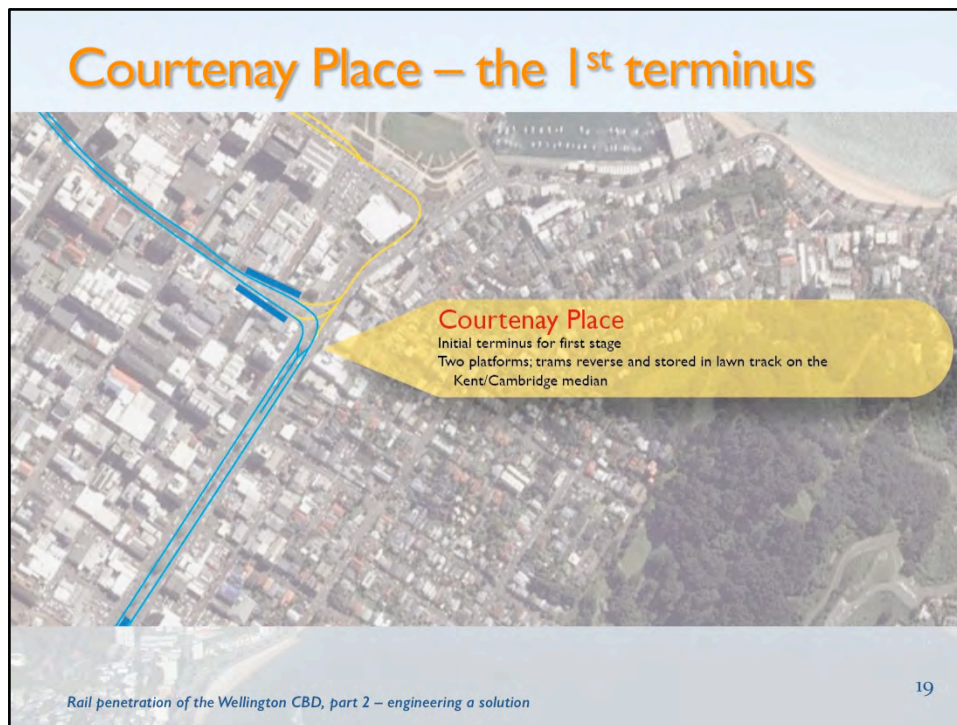 Courtenay Place – the 1st terminus
Courtenay Place
Initial terminus for first stage
Two platforms; trams reverse and stored in lawn track on the
Kent/Cambridge median
Rail penetration of the Wellington CBD, part 2 – engineering a solution
19